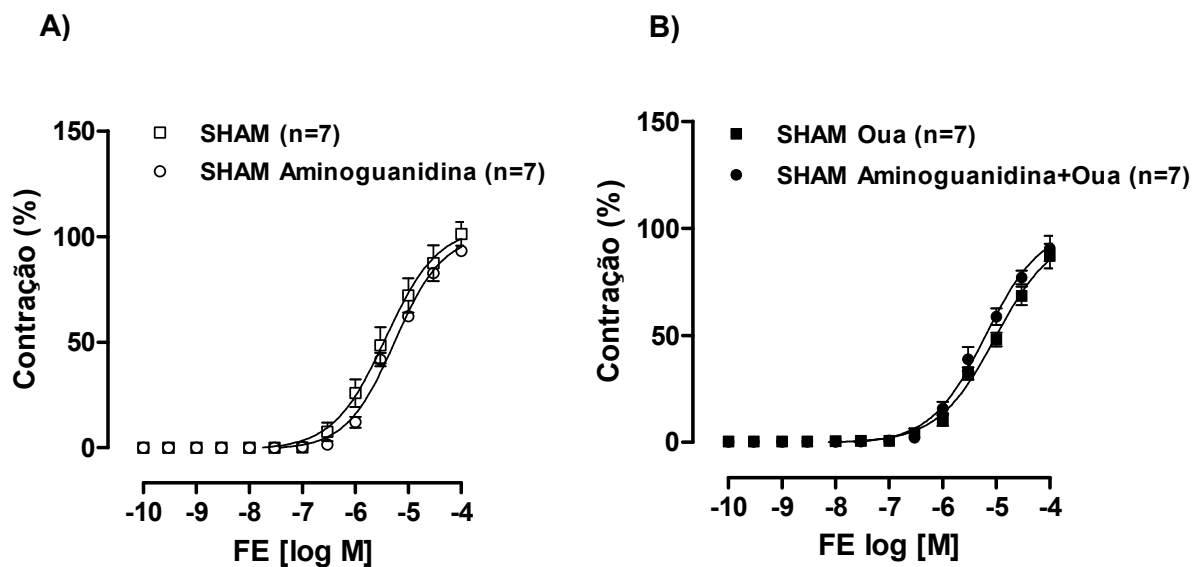 A)
SHAM (n=7)
SHAM Aminoguanidina (n=7)
Contração (%)
150
100
50
0
-10 -9 -8 -7 -6 -5 -4
FE [log M]
B)
SHAM Oua (n=7)
SHAM Aminoguanidina+Oua (n=7)
Contração (%)
150
100
50
0
-10 -9 -8 -7 -6 -5 -4
FE log [M]